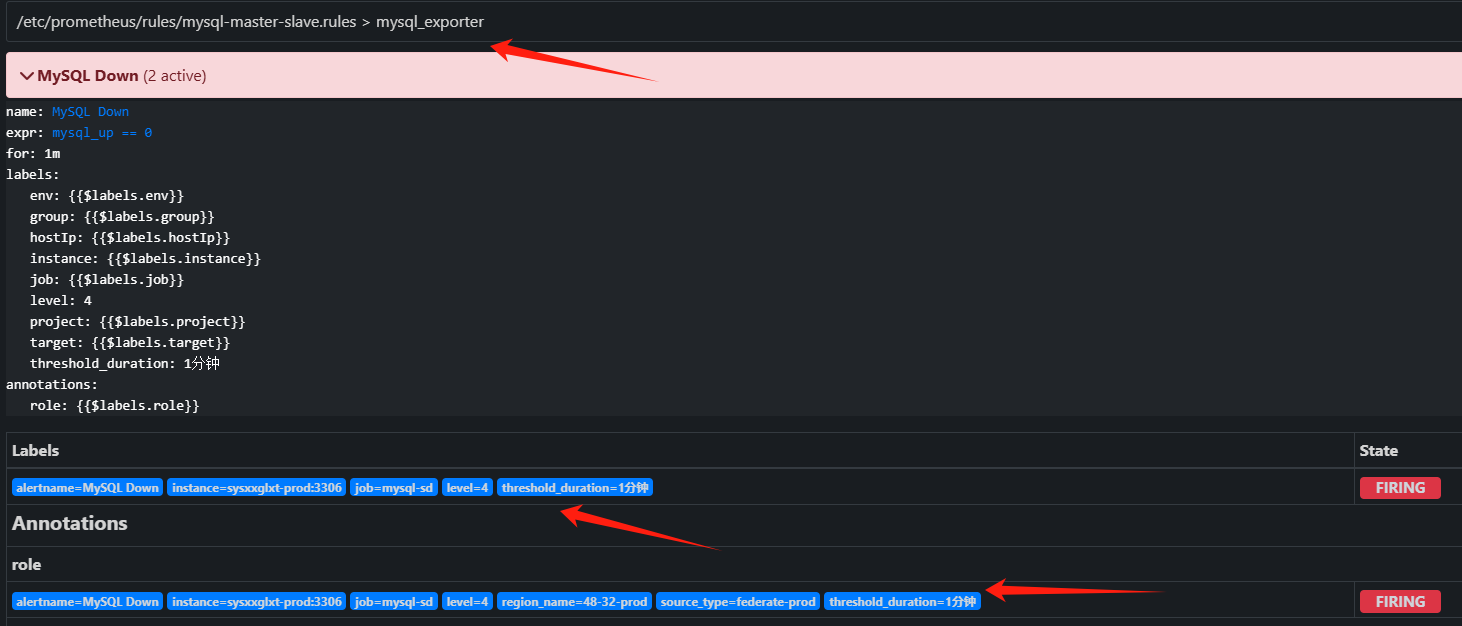 /etc/prometheus/rules/mysql-master-slave.rules > mysql_exporter
MySQL Down (2 active)
name: MySQL Down
expr: mysql_up == 0
for: 1m
labels:
env: {{$labels.env}}
group: {{$labels.group}}
hostIp: {{$labels.hostIp}}
instance: {{$labels.instance}}
job: {{$labels.job}}
level: 4
project: {{$labels.project}}
target: {{$labels.target}}
threshold_duration: 1分钟
annotations:
role: {{$labels.role}}
Labels State
alertname=MySQL Down instance=sysxxglxt-prod:3306 job=mysql-sd level=4 threshold_duration=1分钟 FIRING
Annotations
role
alertname=MySQL Down instance=sysxxglxt-prod:3306 job=mysql-sd level=4 region_name=48-32-prod source_type=federate-prod threshold_duration=1分钟 FIRING